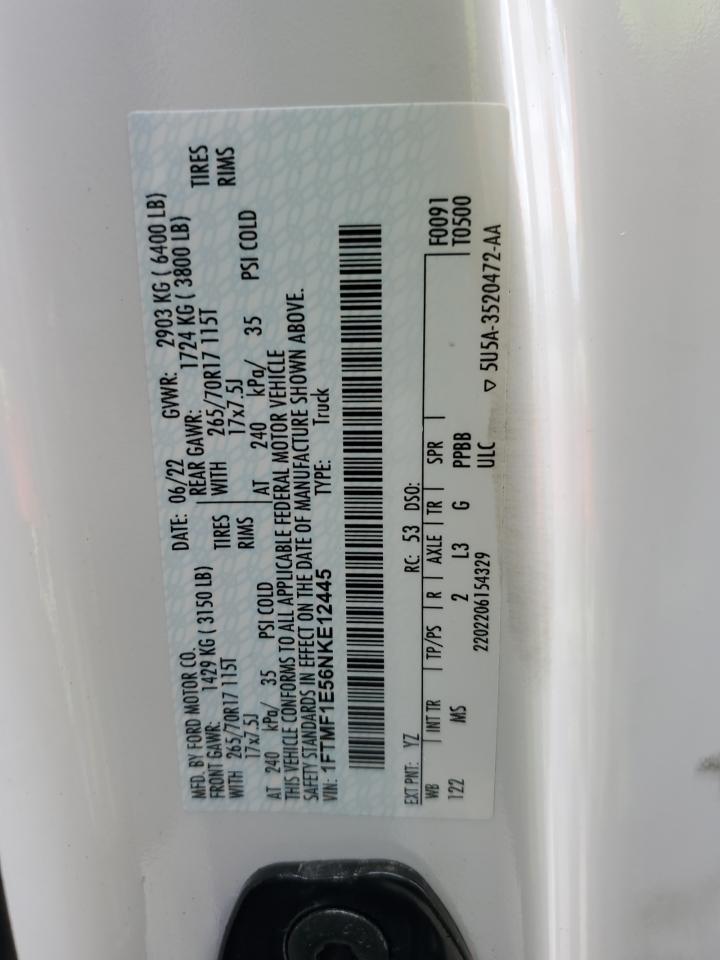 MFD. BY FORD MOTOR CO. DATE: 06/22 GVWR: 2903 KG ( 6400 LB)
FRONT GAWR: 1429 KG ( 3150 LB) REAR GAWR: 1724 KG ( 3800 LB)
WITH 265/70R17 115T TIRES WITH 265/70R17 115T TIRES
17x7.5J RIMS 17x7.5J RIMS
AT 240 kPa/ 35 PSI COLD AT 240 kPa/ 35 PSI COLD
THIS VEHICLE CONFORMS TO ALL APPLICABLE FEDERAL MOTOR VEHICLE
SAFETY STANDARDS IN EFFECT ON THE DATE OF MANUFACTURE SHOWN ABOVE.
VIN: 1FTMF1E56NKE12445 TYPE: Truck
EXT PNT: YZ RC: 53 DSO:
WB INT TR TP/PS R AXLE TR SPR F0091
122 MS 2 L3 G PPBB T0500
2202206154329 ULC
▽ 5U5A-3520472-AA